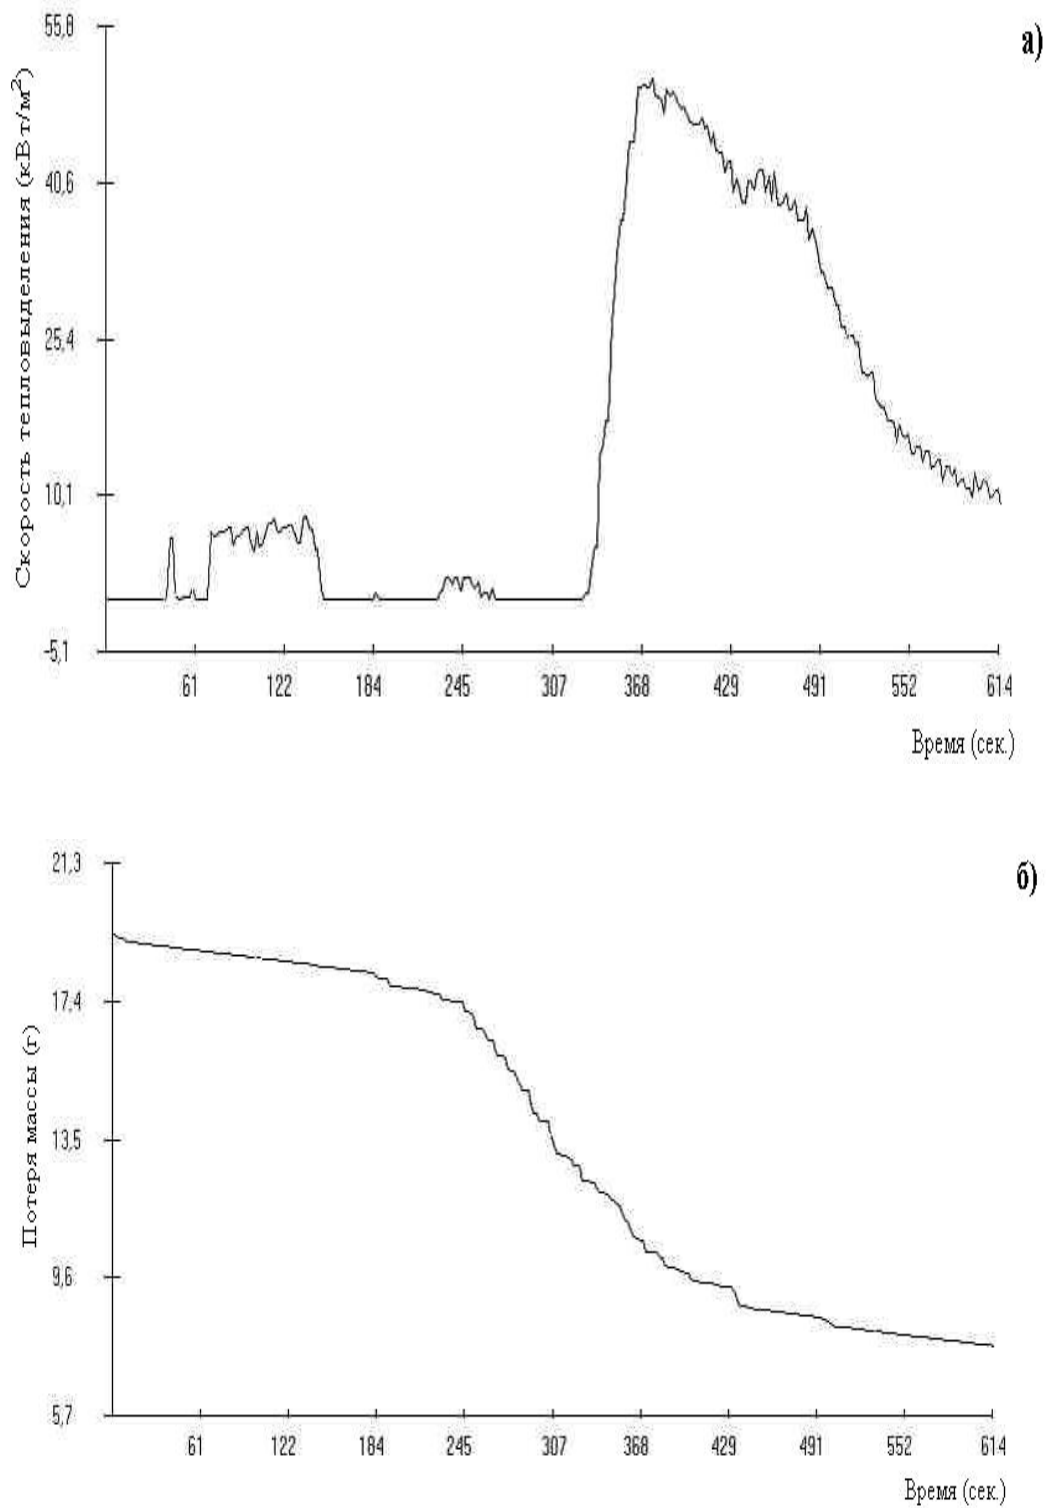 а)
Скорость тепловыделения (кВт/м²)
55,8
40,6
25,4
10,1
-5,1
61 122 184 245 307 368 429 491 552 614
Время (сек.)
б)
Потеря массы (г)
21,3
17,4
13,5
9,6
5,7
61 122 184 245 307 368 429 491 552 614
Время (сек.)